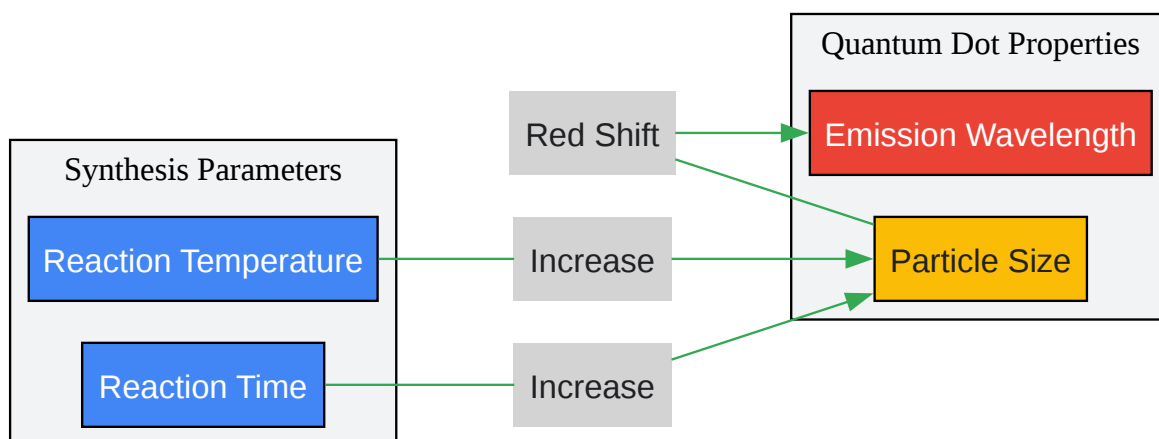 Quantum Dot Properties
Red Shift
Emission Wavelength
Synthesis Parameters
Reaction Temperature
Increase
Particle Size
Reaction Time
Increase